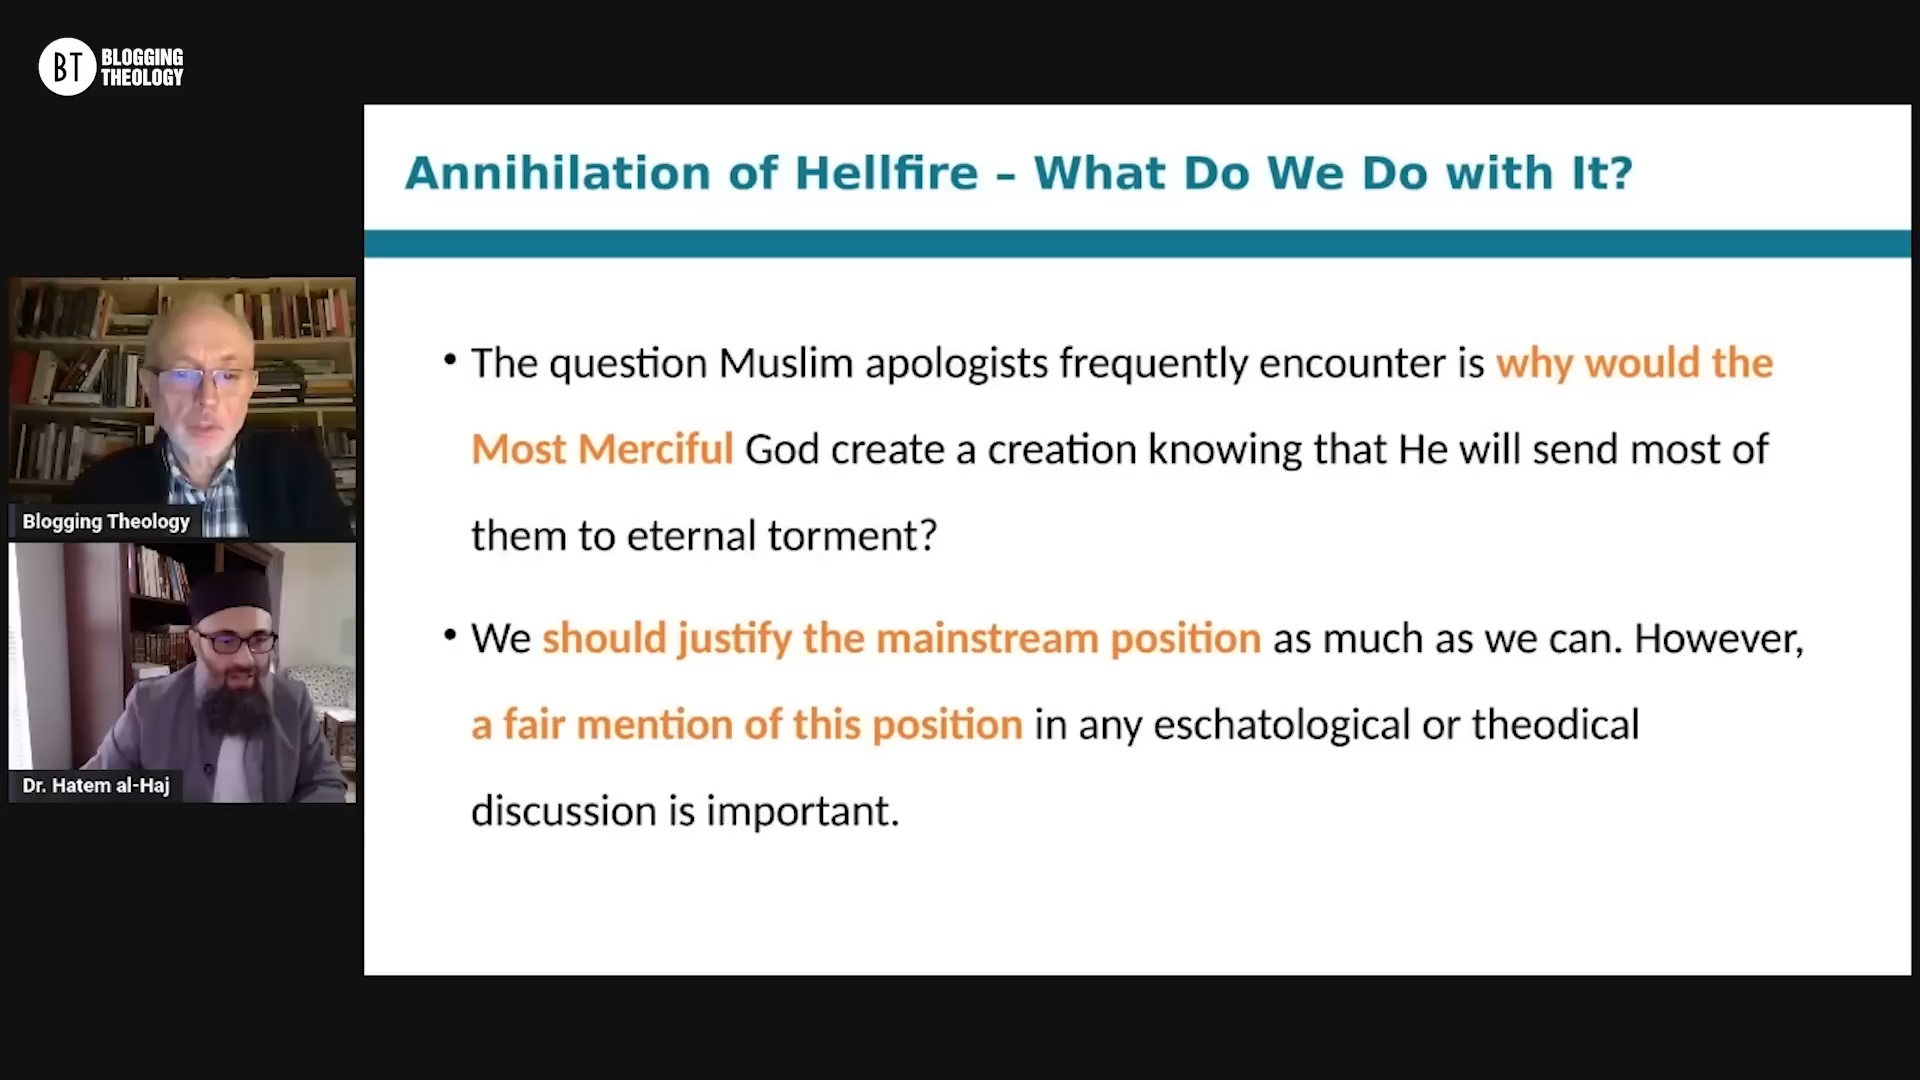 BT BLOGGING
THEOLOGY
Annihilation of Hellfire – What Do We Do with It?
• The question Muslim apologists frequently encounter is why would the
Most Merciful God create a creation knowing that He will send most of
them to eternal torment?
• We should justify the mainstream position as much as we can. However,
a fair mention of this position in any eschatological or theodical
discussion is important.
Blogging Theology
Dr. Hatem al-Haj